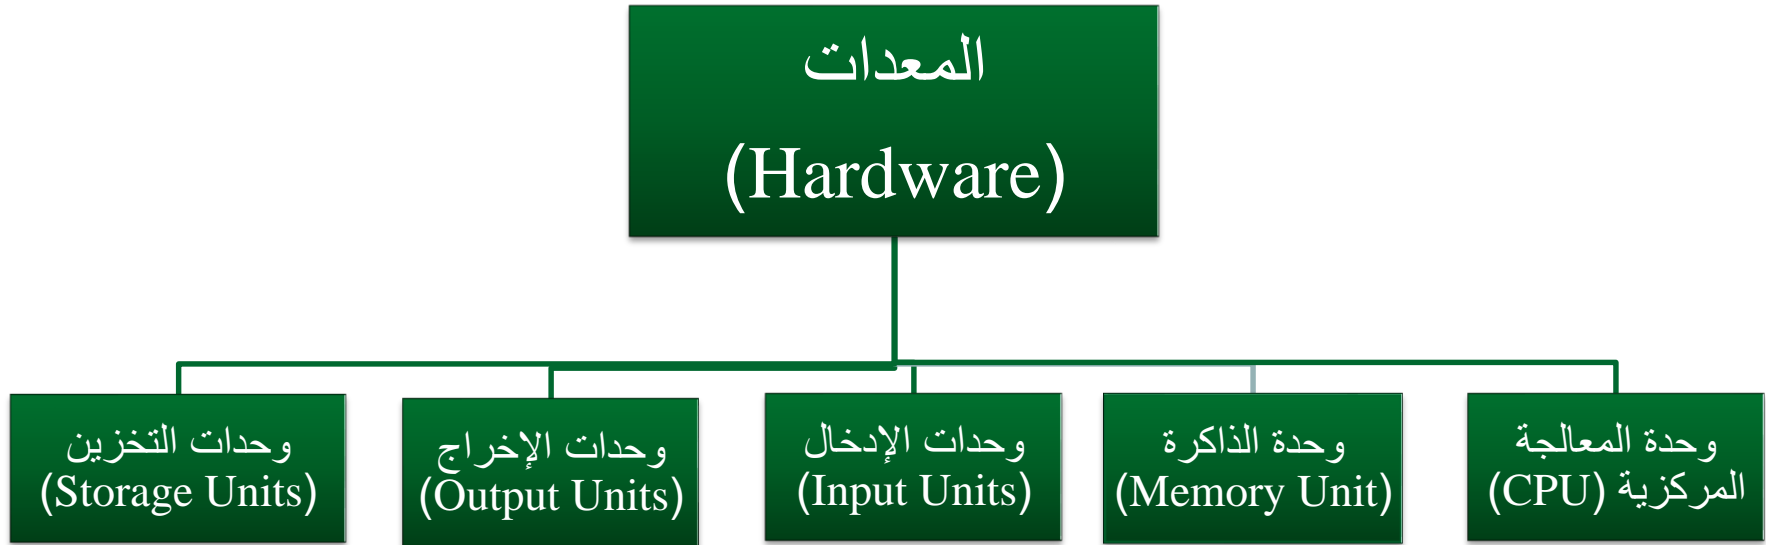 المعدات
(Hardware)
وحدة المعالجة
المركزية (CPU)
وحدة الذاكرة
(Memory Unit)
وحدات الإدخال
(Input Units)
وحدات الإخراج
(Output Units)
وحدات التخزين
(Storage Units)